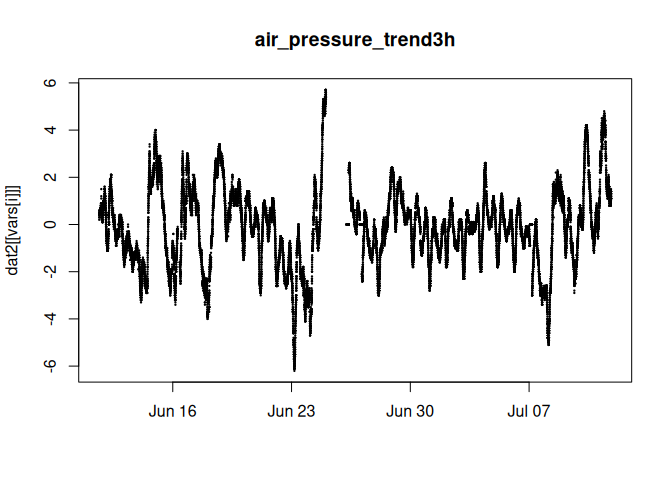 air_pressure_trend3h
dat2[[vars[i]]]
6
4
2
0
-2
-4
-6
Jun 16
Jun 23
Jun 30
Jul 07